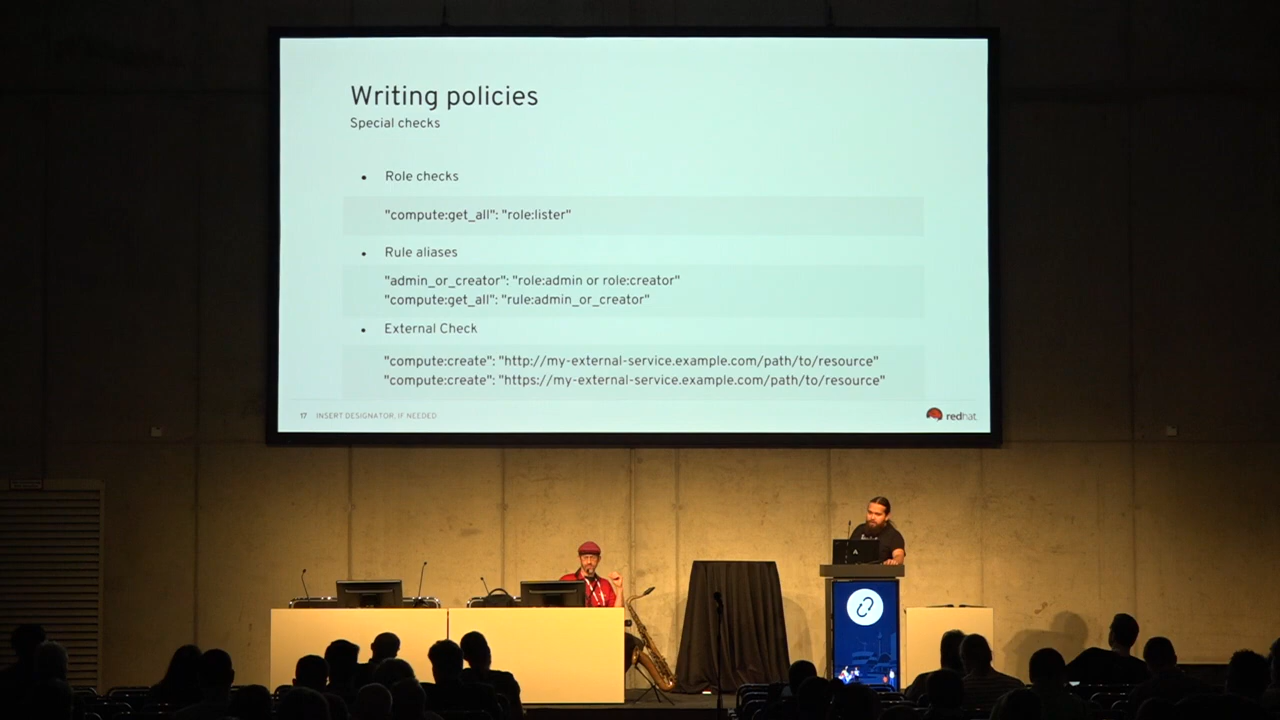 Writing policies
Special checks
• Role checks
"compute:get_all": "role:lister"
• Rule aliases
"admin_or_creator": "role:admin or role:creator"
"compute:get_all": "rule:admin_or_creator"
• External Check
"compute:create": "http://my-external-service.example.com/path/to/resource"
"compute:create": "https://my-external-service.example.com/path/to/resource"
17 INSERT DESIGNATOR, IF NEEDED
redhat.